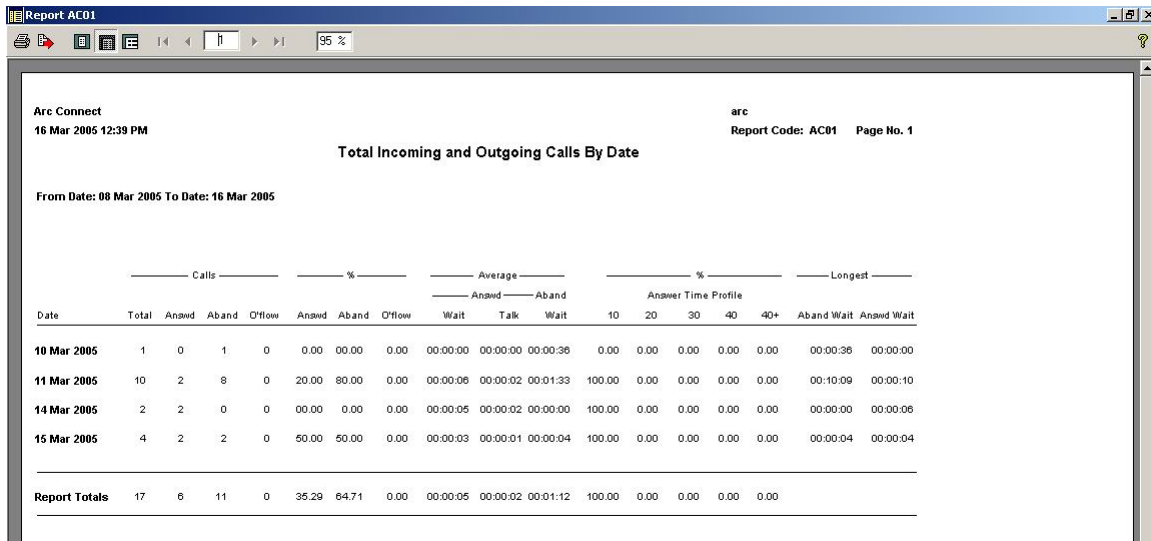 Report AC01
1
95 %
Arc Connect arc
16 Mar 2005 12:39 PM Report Code: AC01 Page No. 1
Total Incoming and Outgoing Calls By Date
From Date: 08 Mar 2005 To Date: 16 Mar 2005
Calls % Average % Longest
Answd Aband Answer Time Profile
Date Total Answd Aband O'flow Answd Aband O'flow Wait Talk Wait 10 20 30 40 40+ Aband Wait Answd Wait
10 Mar 2005 1 0 1 0 0.00 00.00 0.00 00:00:00 00:00:00 00:00:36 0.00 0.00 0.00 0.00 0.00 00:00:36 00:00:00
11 Mar 2005 10 2 8 0 20.00 80.00 0.00 00:00:06 00:00:02 00:01:33 100.00 0.00 0.00 0.00 0.00 00:10:09 00:00:10
14 Mar 2005 2 2 0 0 00.00 0.00 0.00 00:00:05 00:00:02 00:00:00 100.00 0.00 0.00 0.00 0.00 00:00:00 00:00:06
15 Mar 2005 4 2 2 0 50.00 50.00 0.00 00:00:03 00:00:01 00:00:04 100.00 0.00 0.00 0.00 0.00 00:00:04 00:00:04
Report Totals 17 6 11 0 35.29 64.71 0.00 00:00:05 00:00:02 00:01:12 100.00 0.00 0.00 0.00 0.00